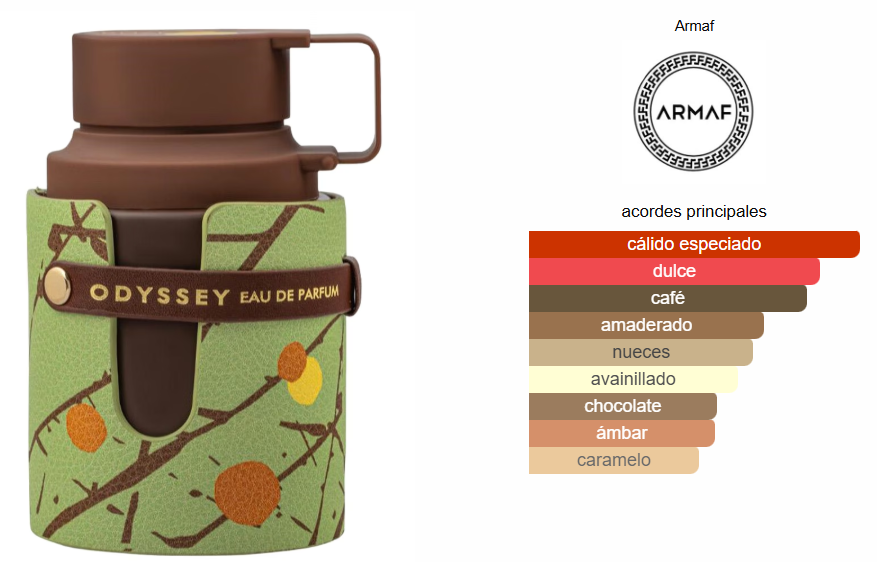 ODYSSEY EAU DE PARFUM
Armaf
ARMAF
acordes principales
cálido especiado
dulce
café
amaderado
nueces
avainillado
chocolate
ámbar
caramelo